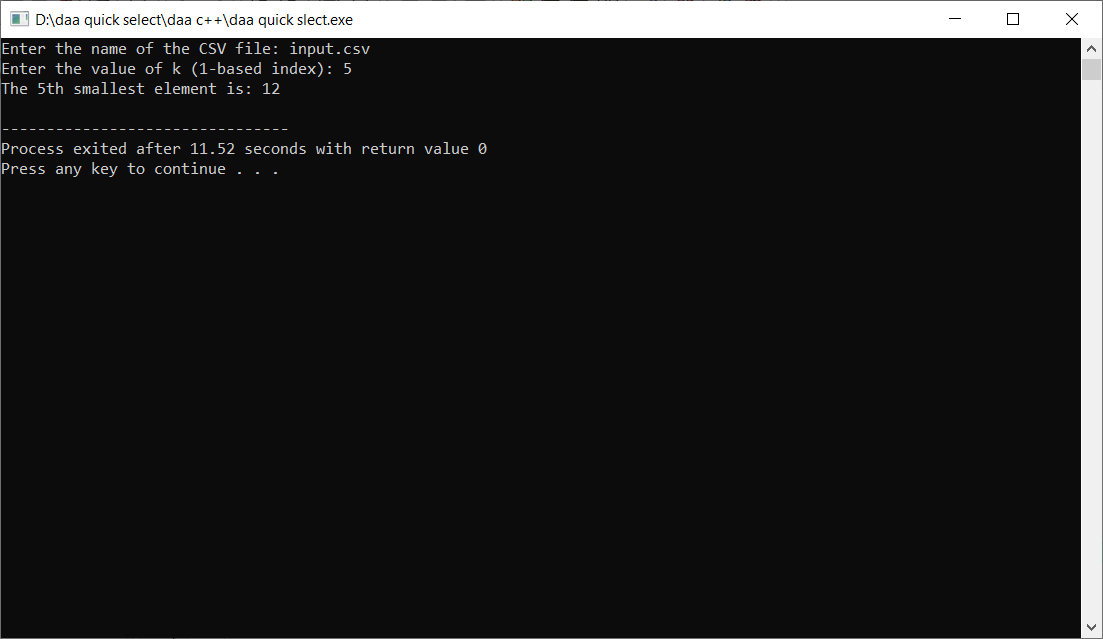 D:\daa quick select\daa c++\daa quick slect.exe
Enter the name of the CSV file: input.csv
Enter the value of k (1-based index): 5
The 5th smallest element is: 12
--------------------------------
Process exited after 11.52 seconds with return value 0
Press any key to continue . . .